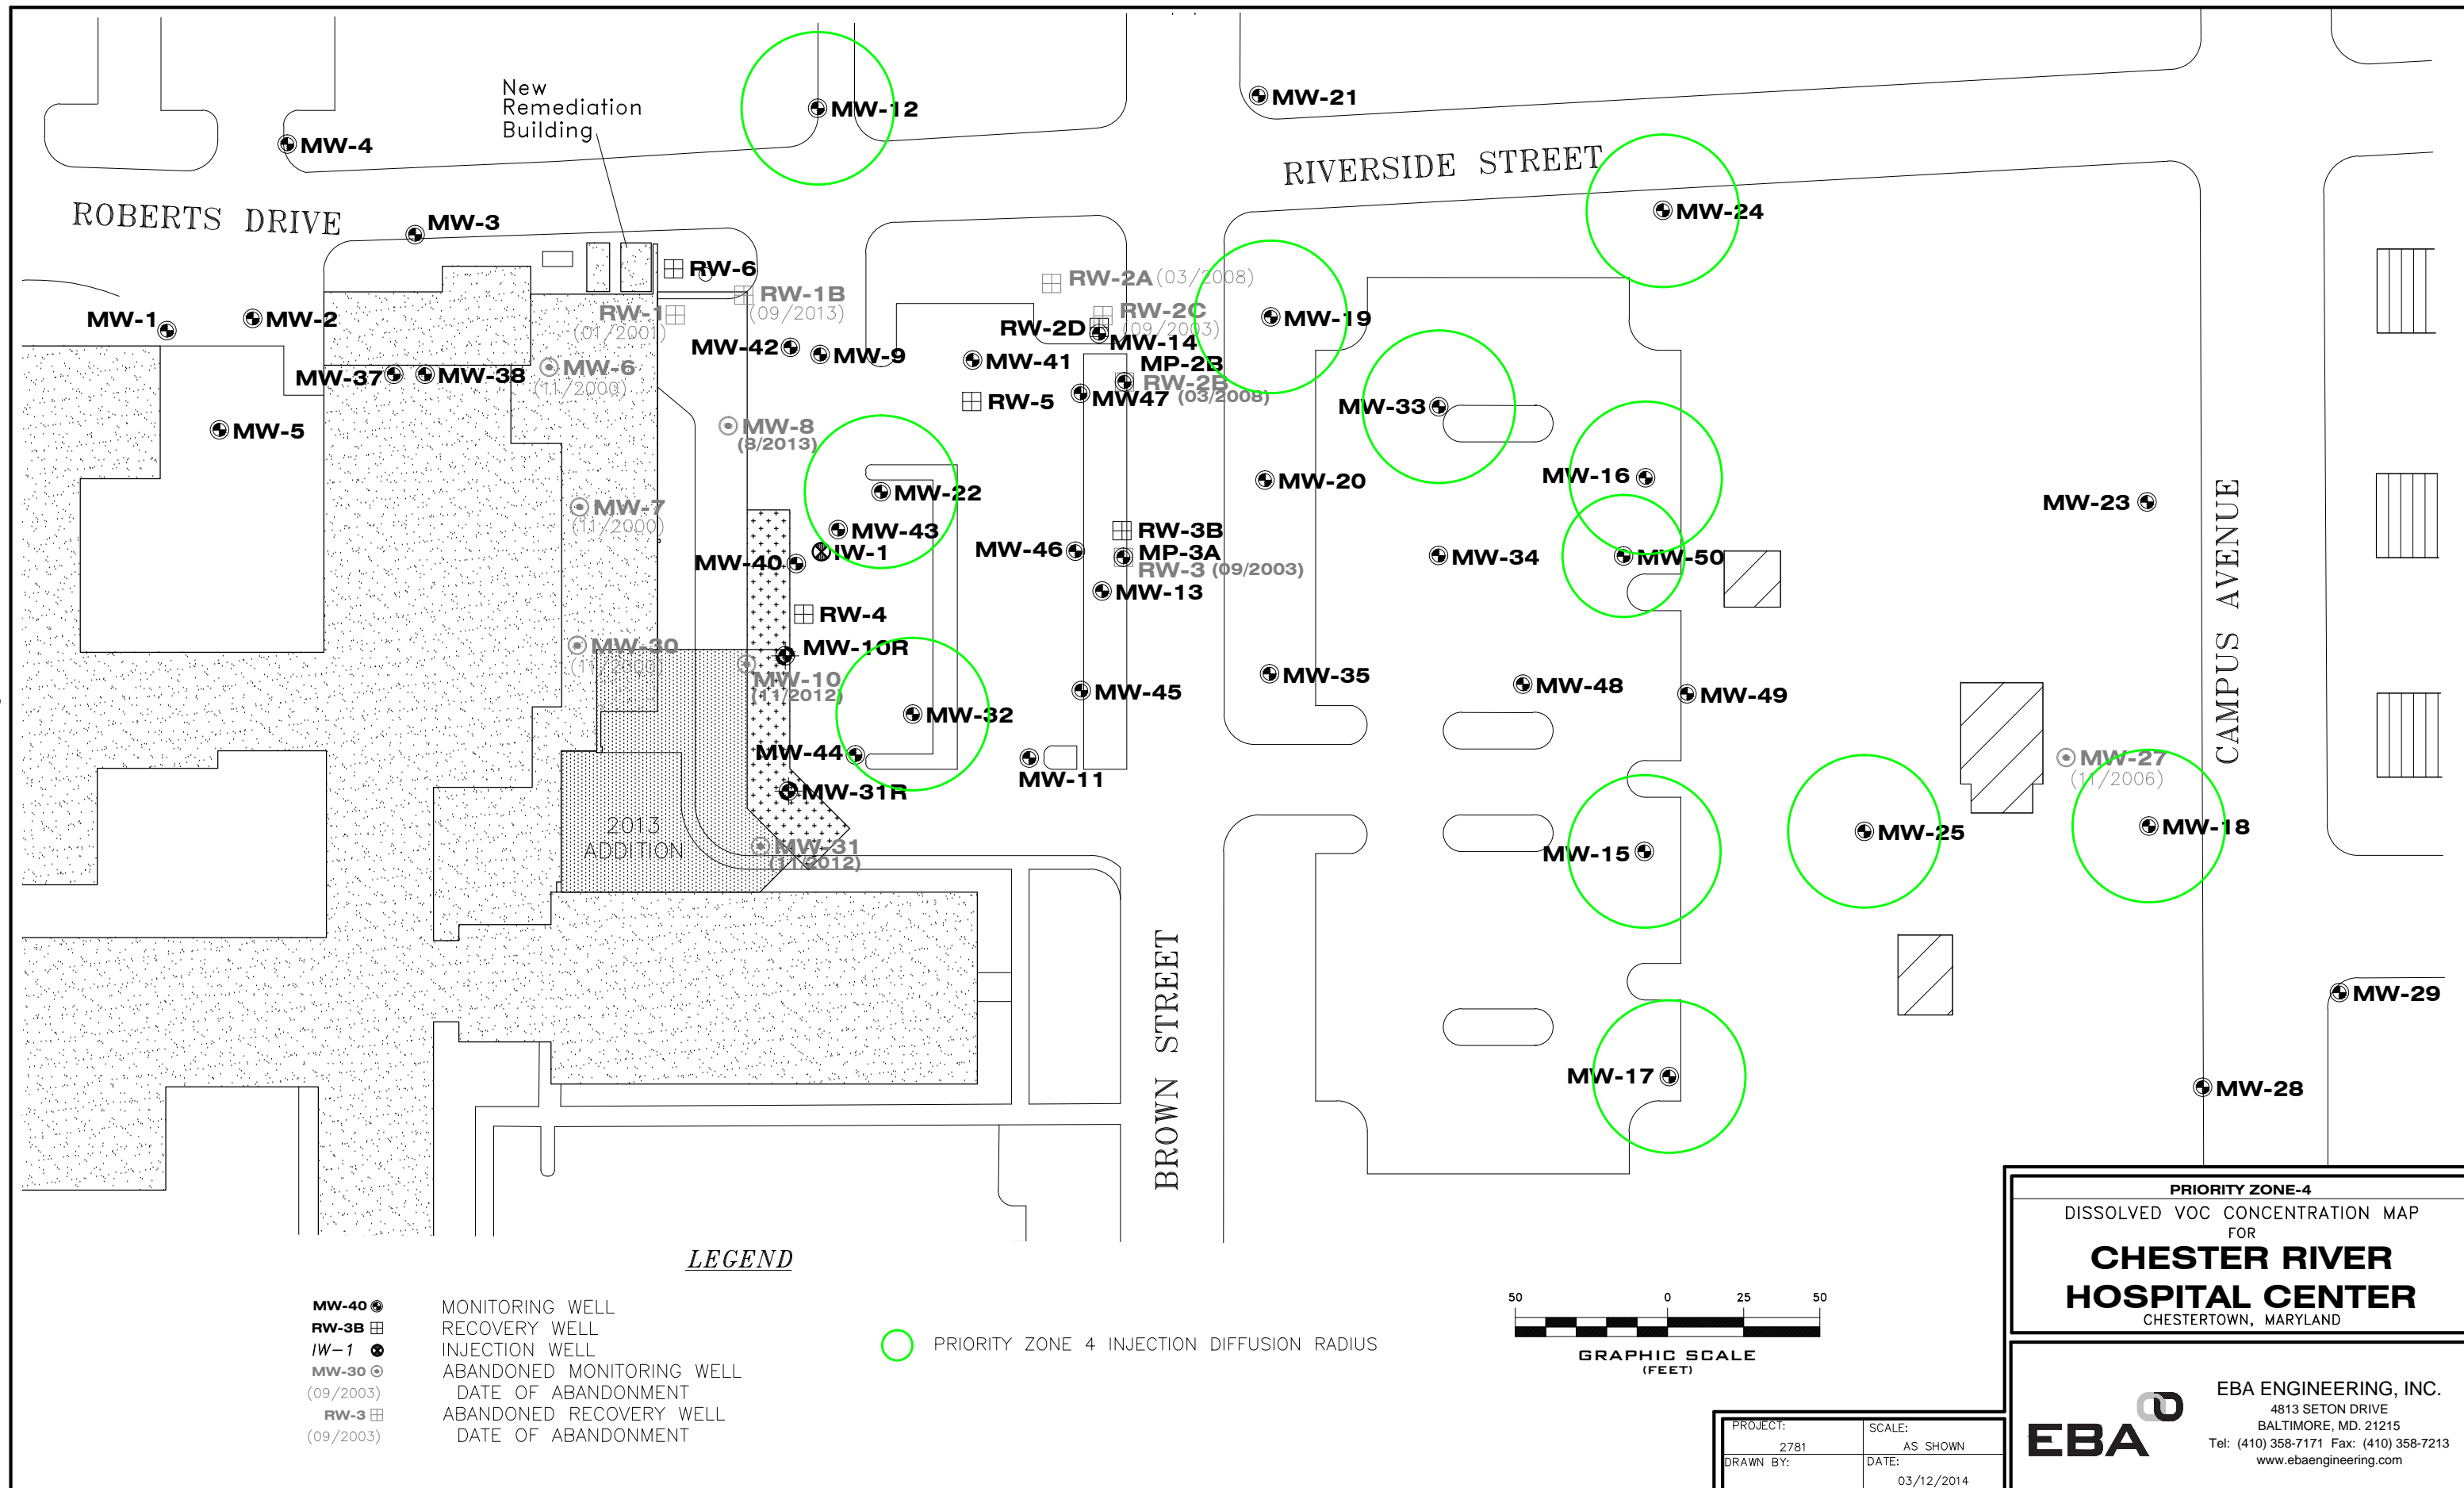 New
Remediation
Building
MW-12
MW-21
MW-4
RIVERSIDE STREET
ROBERTS DRIVE
MW-3
MW-24
RW-6
RW-2A (03/2008)
RW-1B
(09/2013)
RW-1
(01/2001)
RW-2C
(09/2003)
RW-2D
MW-14
MW-19
MW-1
MW-2
MW-42
MW-9
MW-41
MP-2B
RW-2B
(03/2008)
MW47
MW-37
MW-38
MW-6
(11/2000)
RW-5
MW-33
MW-5
MW-8
(8/2013)
MW-22
MW-20
MW-16
MW-23
MW-7
(11/2000)
MW-43
IW-1
MW-40
MW-46
RW-3B
MP-3A
RW-3 (09/2003)
MW-13
MW-34
MW-50
CAMPUS AVENUE
RW-4
MW-30
MW-10R
MW-10
(11/2012)
MW-45
MW-35
MW-48
MW-49
MW-32
MW-44
MW-11
MW-31R
MW-27
(11/2006)
2013
ADDITION
MW-31
(11/2012)
MW-15
MW-25
MW-18
BROWN STREET
MW-29
MW-17
MW-28
LEGEND
MW-40 MONITORING WELL
RW-3B RECOVERY WELL
IW-1 INJECTION WELL
MW-30 ABANDONED MONITORING WELL
(09/2003) DATE OF ABANDONMENT
RW-3 ABANDONED RECOVERY WELL
(09/2003) DATE OF ABANDONMENT
PRIORITY ZONE 4 INJECTION DIFFUSION RADIUS
50 0 25 50
GRAPHIC SCALE
(FEET)
PRIORITY ZONE-4
DISSOLVED VOC CONCENTRATION MAP
FOR
CHESTER RIVER
HOSPITAL CENTER
CHESTERTOWN, MARYLAND
PROJECT:
2781
SCALE:
AS SHOWN
DRAWN BY:
DATE:
03/12/2014
EBA
EBA ENGINEERING, INC.
4813 SETON DRIVE
BALTIMORE, MD. 21215
Tel: (410) 358-7171 Fax: (410) 358-7213
www.ebaengineering.com